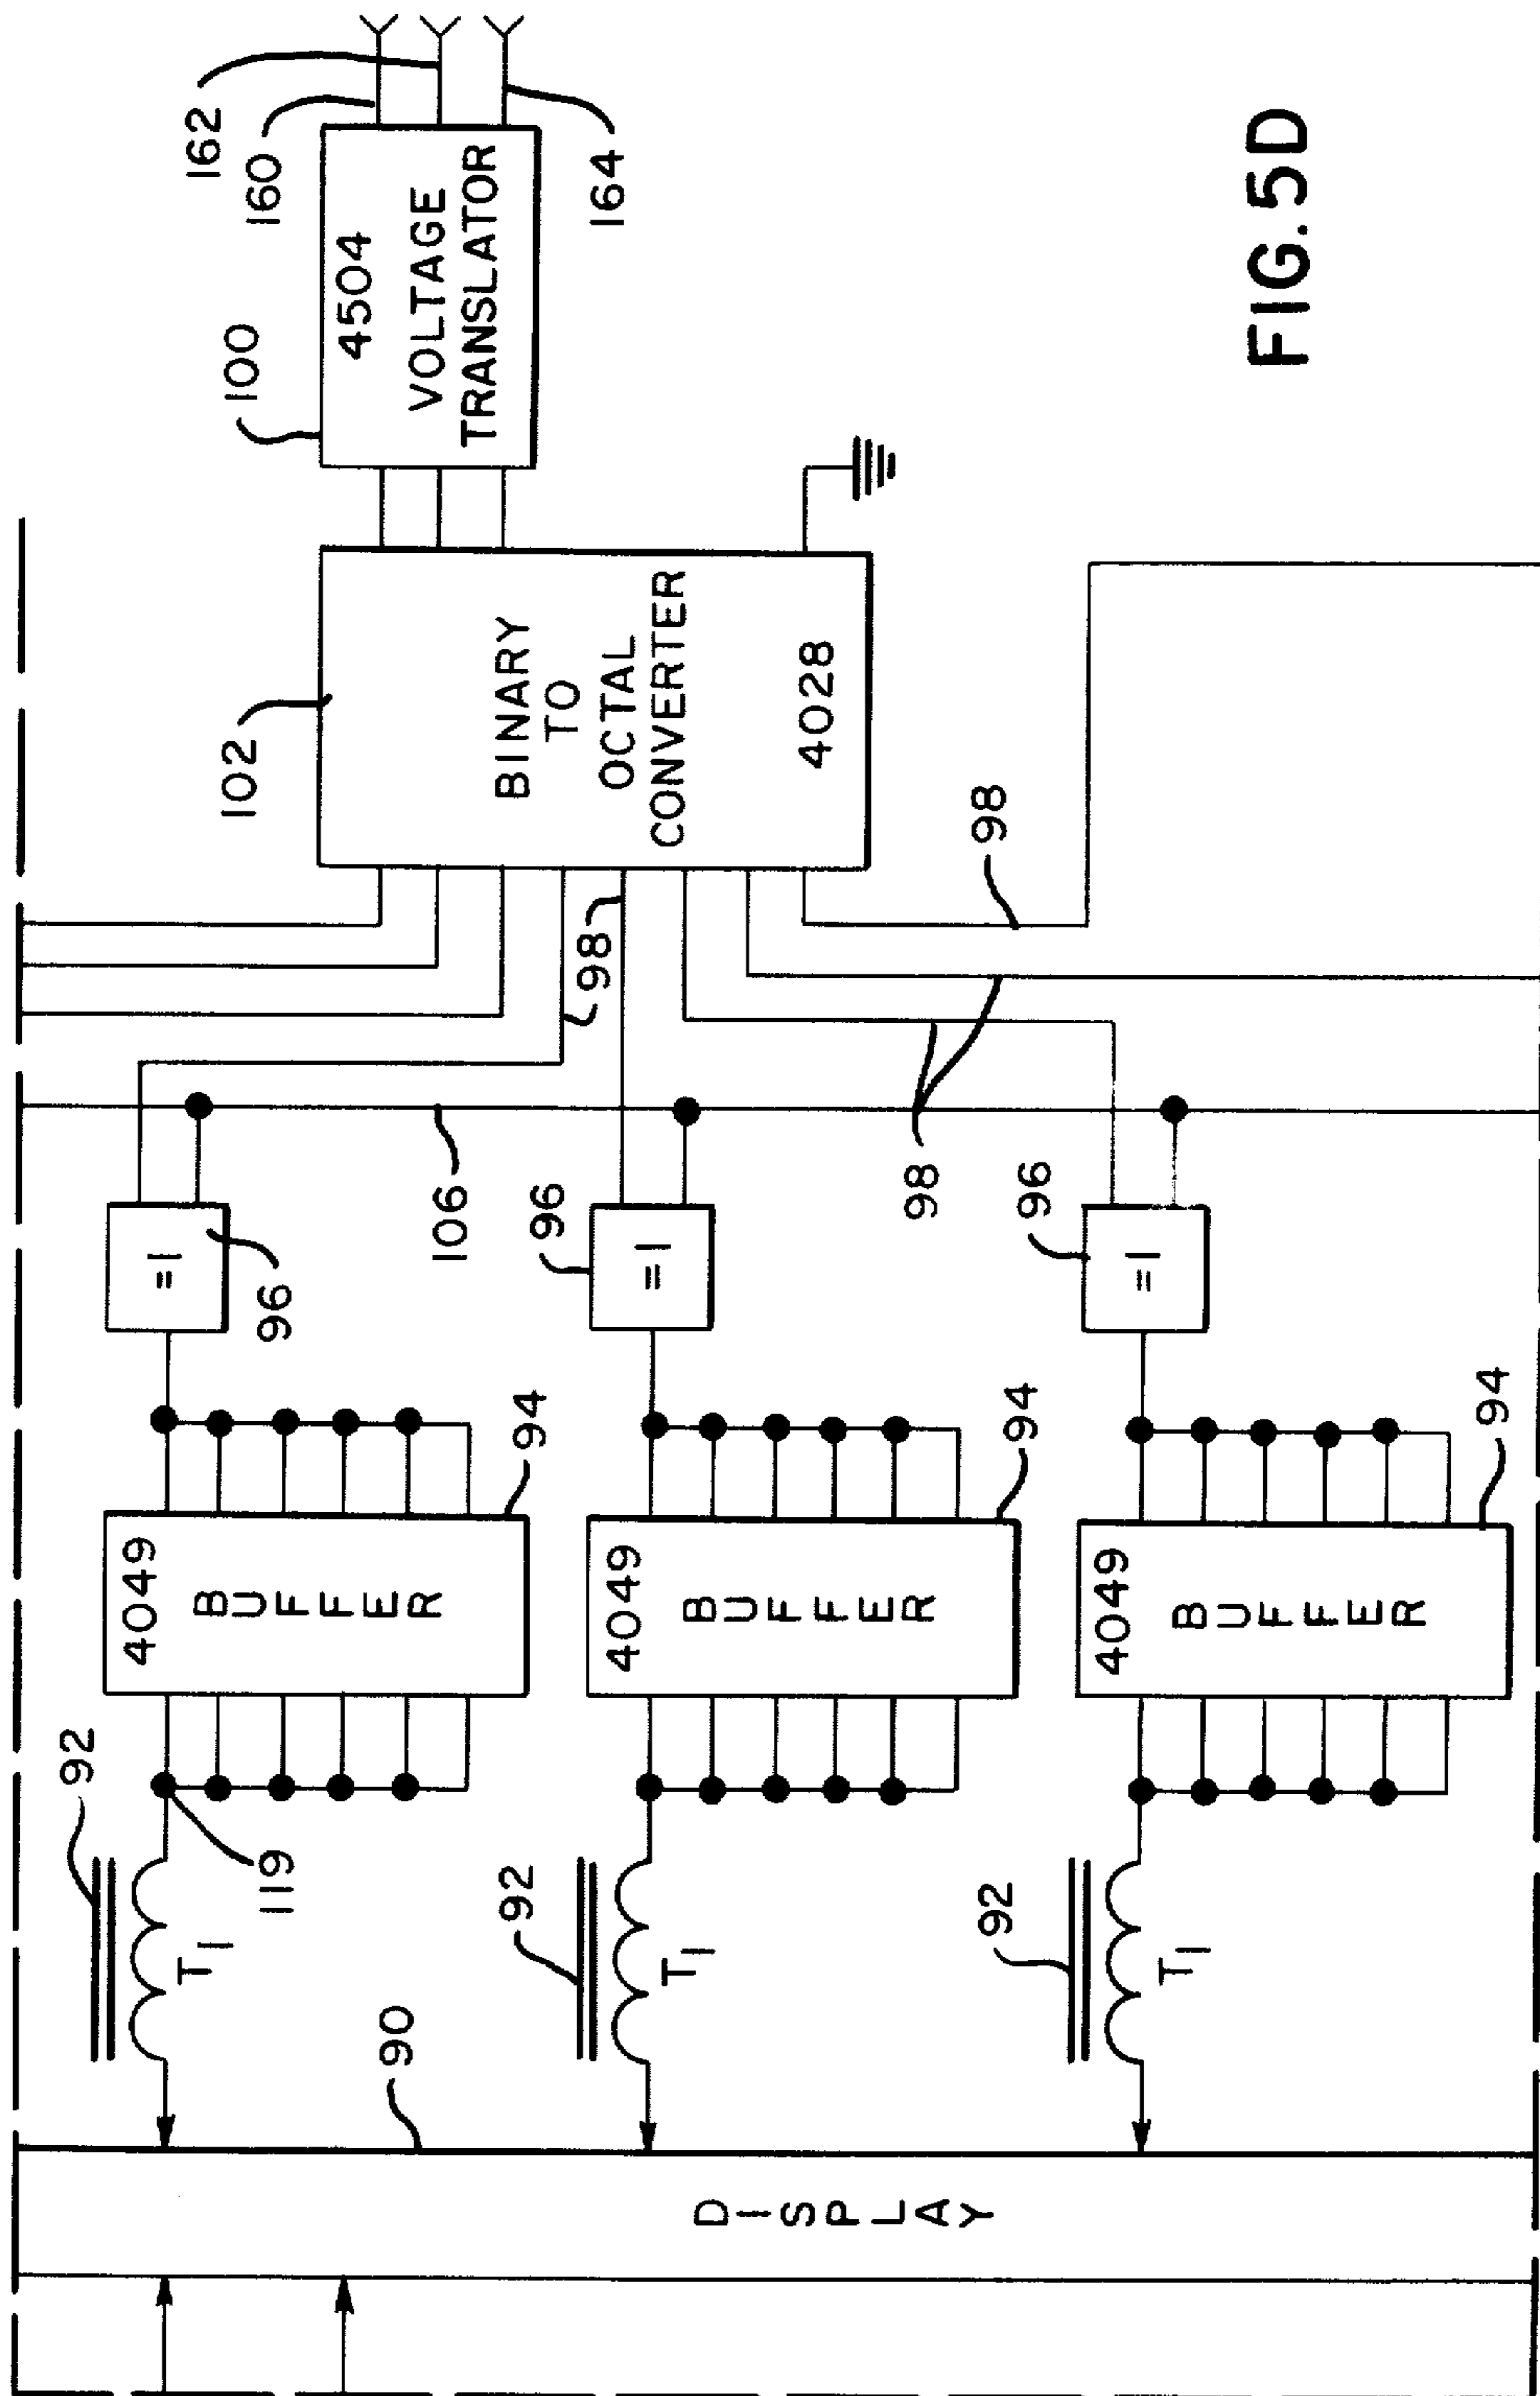 162
160
164
100
4504
VOLTAGE
TRANSLATOR
FIG. 5D
102
BINARY
TO
OCTAL
CONVERTER
4028
98
98
98
106
96
=1
96
=1
96
=1
94
4049
BUFFER
94
4049
BUFFER
94
4049
BUFFER
92
119
T1
92
T1
92
T1
90
DISPLAY